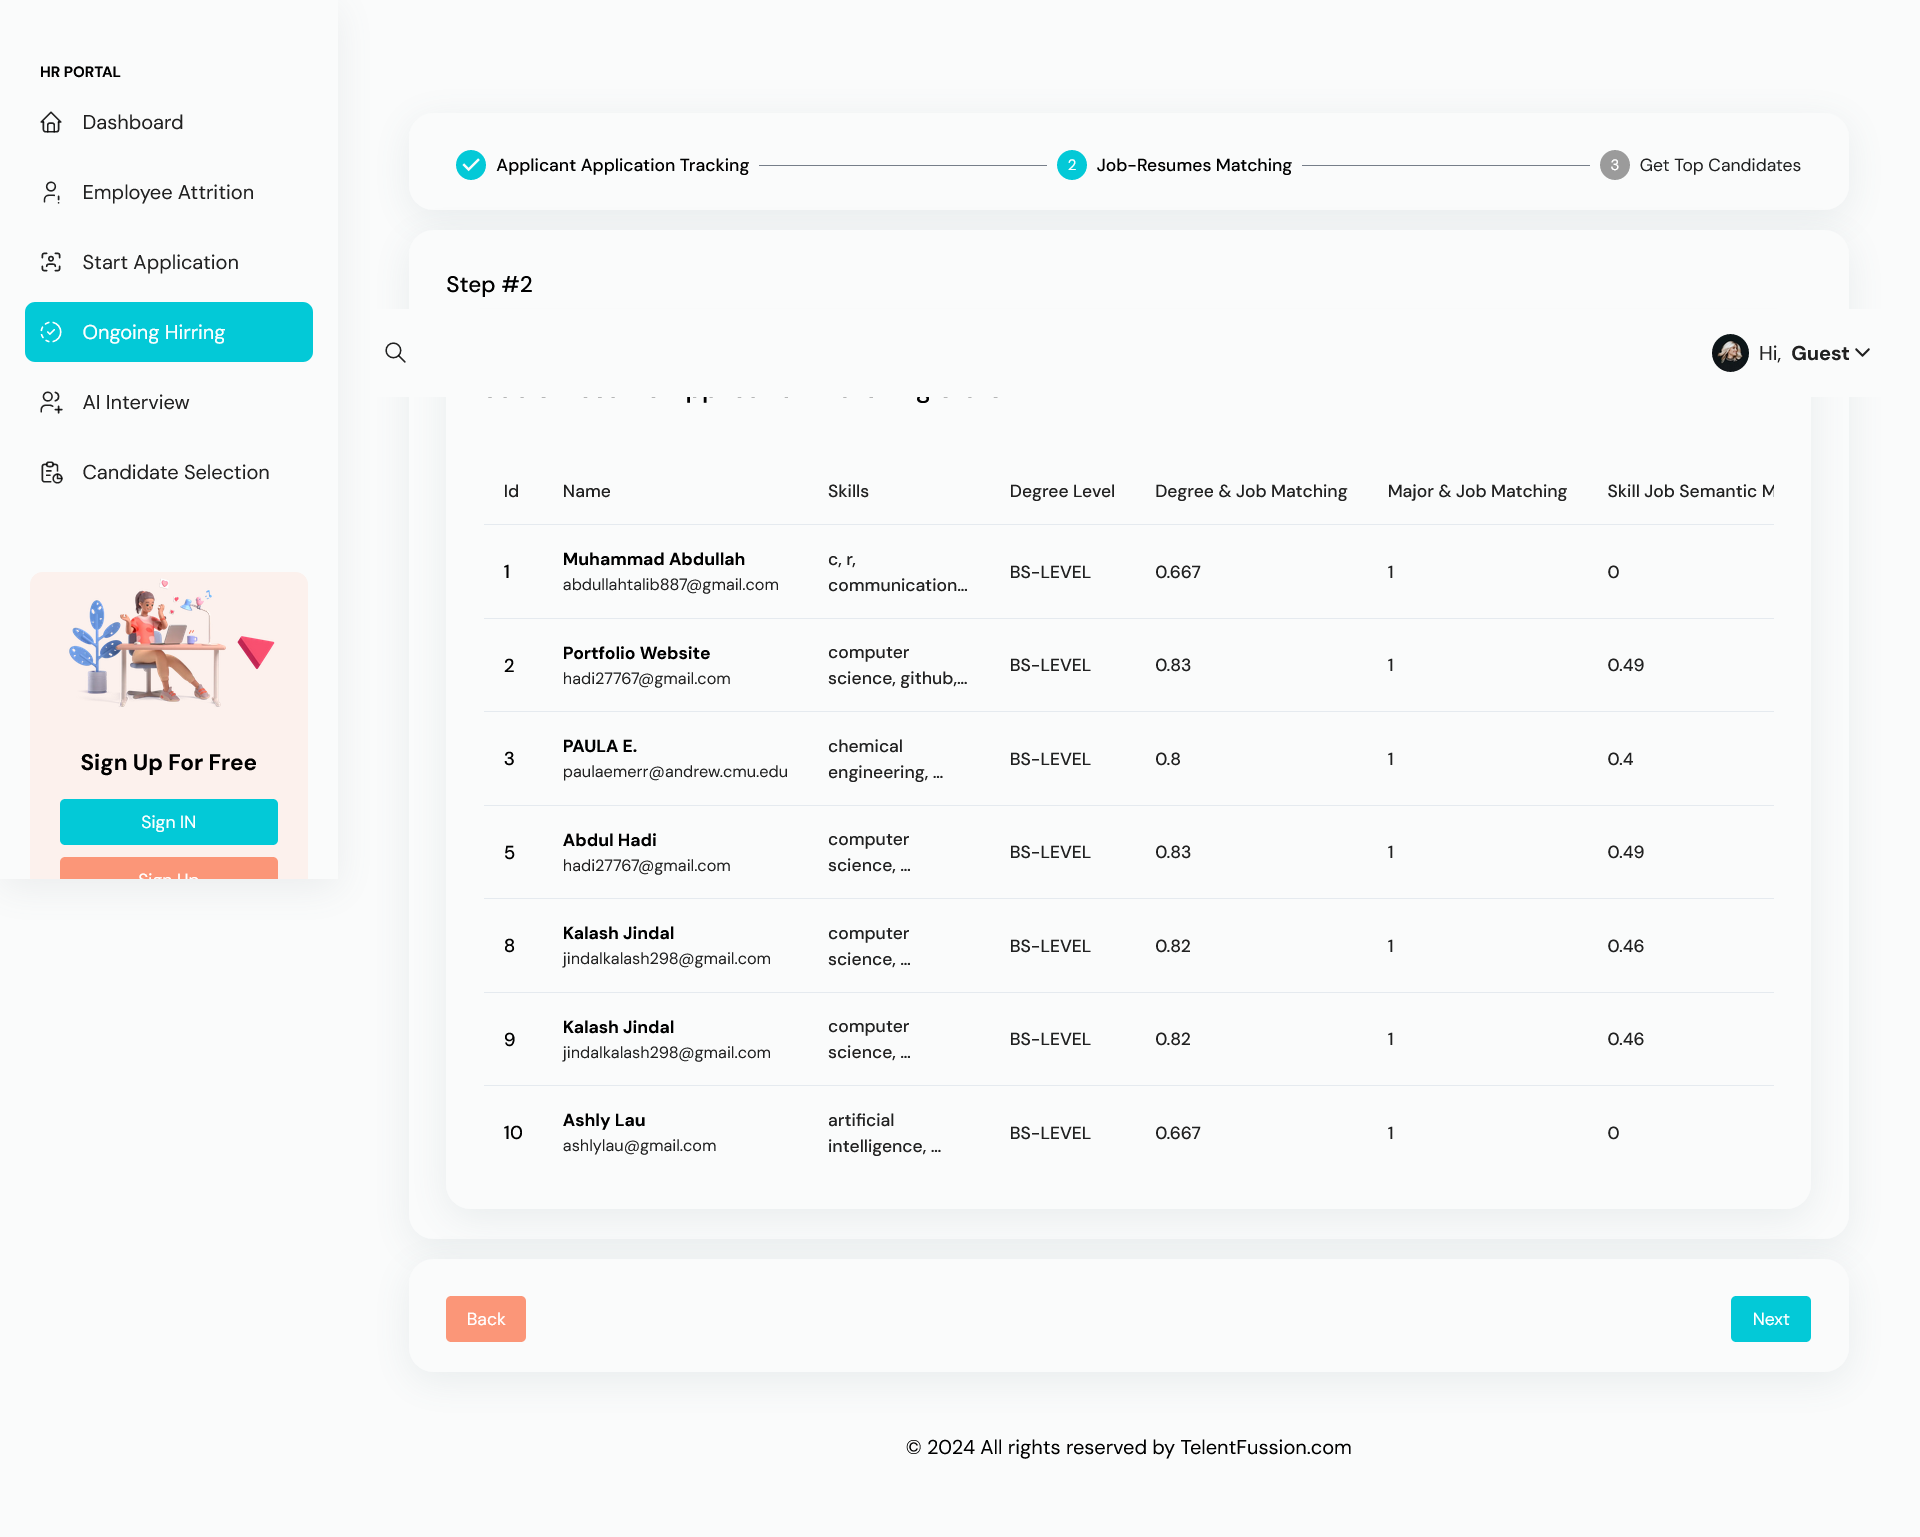 HR PORTAL
Dashboard
Employee Attrition
Start Application
Ongoing Hirring
AI Interview
Candidate Selection
Sign Up For Free
Sign IN
Sign Up
Applicant Application Tracking
2 Job-Resumes Matching
3 Get Top Candidates
Step #2
Hi, Guest
Id Name Skills Degree Level Degree & Job Matching Major & Job Matching Skill Job Semantic M
1 Muhammad Abdullah abdullahtalib887@gmail.com c, r, communication... BS-LEVEL 0.667 1 0
2 Portfolio Website hadi27767@gmail.com computer science, github,... BS-LEVEL 0.83 1 0.49
3 PAULA E. paulaemerr@andrew.cmu.edu chemical engineering, ... BS-LEVEL 0.8 1 0.4
5 Abdul Hadi hadi27767@gmail.com computer science, ... BS-LEVEL 0.83 1 0.49
8 Kalash Jindal jindalkalash298@gmail.com computer science, ... BS-LEVEL 0.82 1 0.46
9 Kalash Jindal jindalkalash298@gmail.com computer science, ... BS-LEVEL 0.82 1 0.46
10 Ashly Lau ashlylau@gmail.com artificial intelligence, ... BS-LEVEL 0.667 1 0
Back
Next
© 2024 All rights reserved by TelentFussion.com